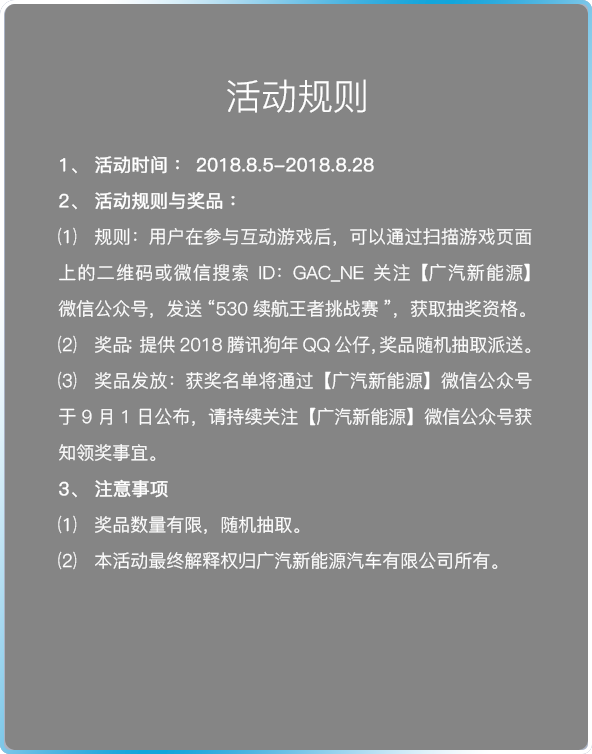 活动规则
1、 活动时间： 2018.8.5-2018.8.28
2、 活动规则与奖品：
⑴ 规则：用户在参与互动游戏后，可以通过扫描游戏页面
上的二维码或微信搜索 ID：GAC_NE 关注【广汽新能源】
微信公众号，发送 “530 续航王者挑战赛 ”，获取抽奖资格。
⑵ 奖品: 提供 2018 腾讯狗年 QQ 公仔,奖品随机抽取派送。
⑶ 奖品发放：获奖名单将通过【广汽新能源】微信公众号
于 9 月 1 日公布，请持续关注【广汽新能源】微信公众号获
知领奖事宜。
3、 注意事项
⑴ 奖品数量有限，随机抽取。
⑵ 本活动最终解释权归广汽新能源汽车有限公司所有。